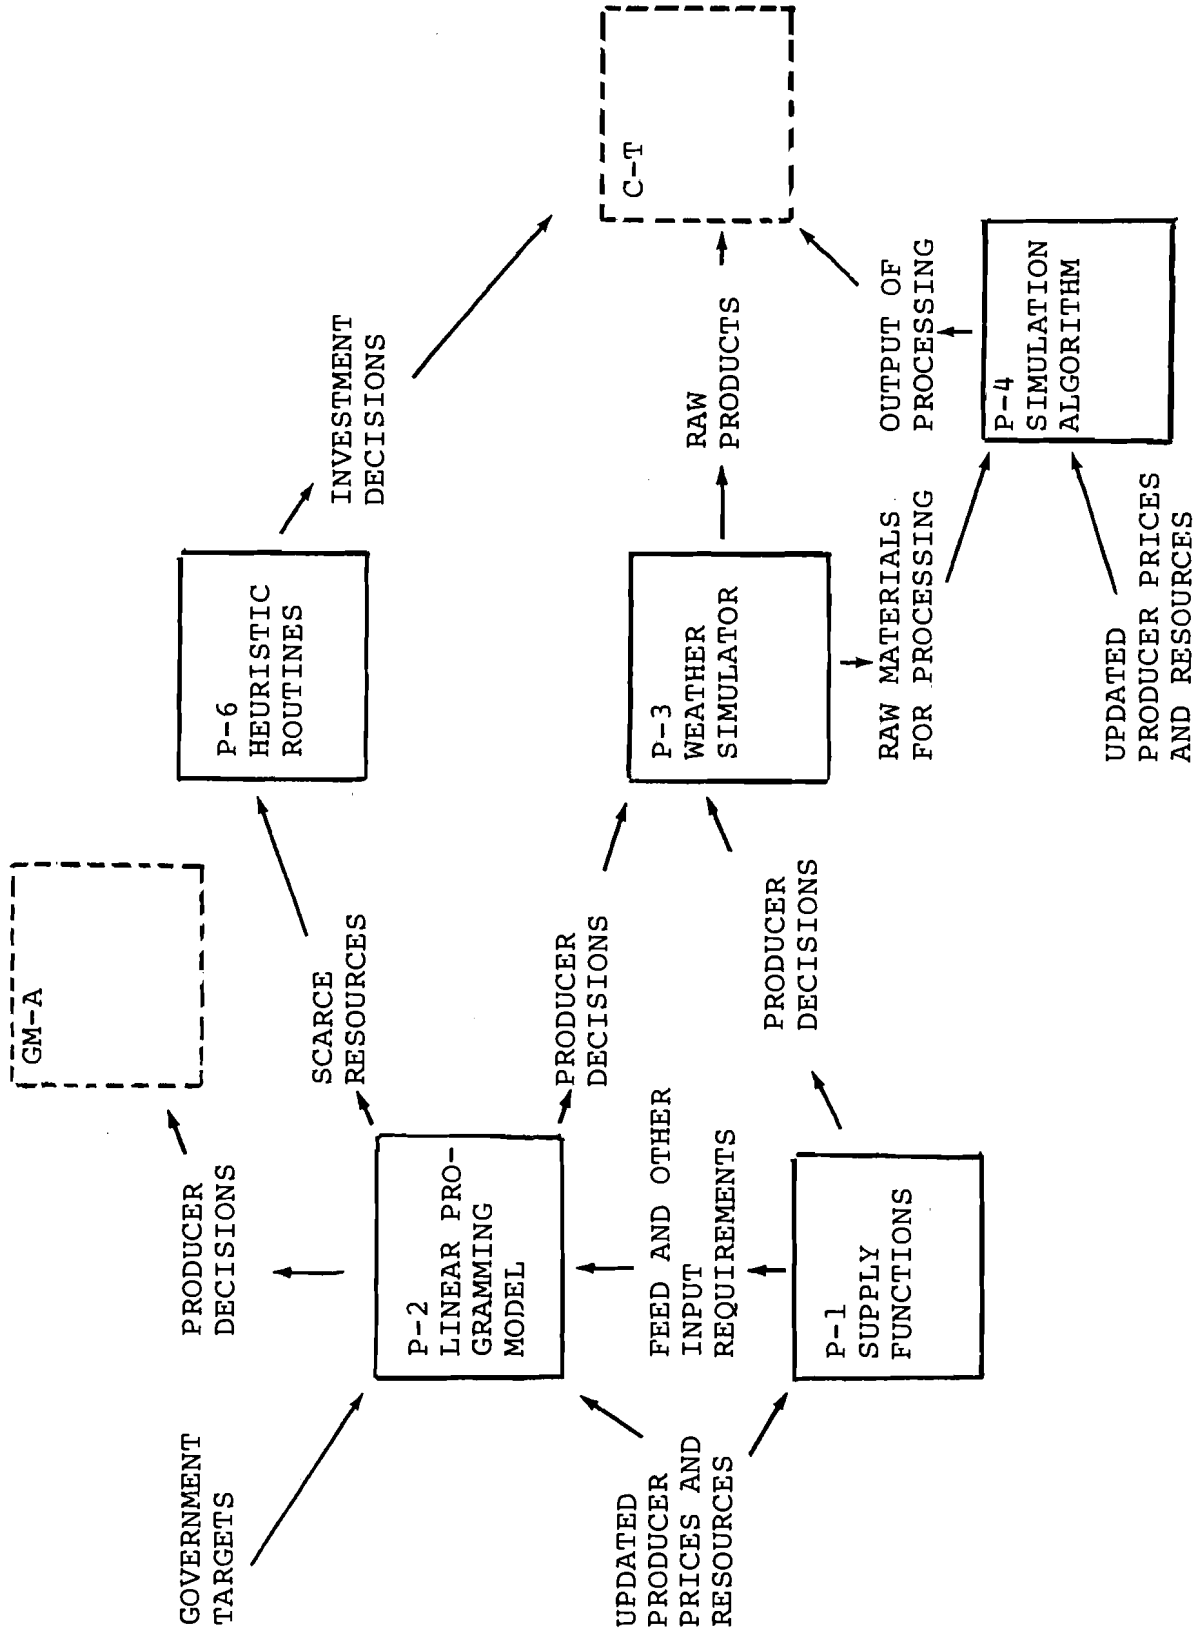 GOVERNMENT
TARGETS
PRODUCER
DECISIONS
GM-A
P-2
LINEAR PRO-
GRAMMING
MODEL
SCARCE
RESOURCES
P-6
HEURISTIC
ROUTINES
INVESTMENT
DECISIONS
UPDATED
PRODUCER
PRICES AND
RESOURCES
FEED AND OTHER
INPUT
REQUIREMENTS
PRODUCER
DECISIONS
P-3
WEATHER
SIMULATOR
RAW
PRODUCTS
C-T
P-1
SUPPLY
FUNCTIONS
PRODUCER
DECISIONS
RAW MATERIALS
FOR PROCESSING
OUTPUT OF
PROCESSING
P-4
SIMULATION
ALGORITHM
UPDATED
PRODUCER PRICES
AND RESOURCES